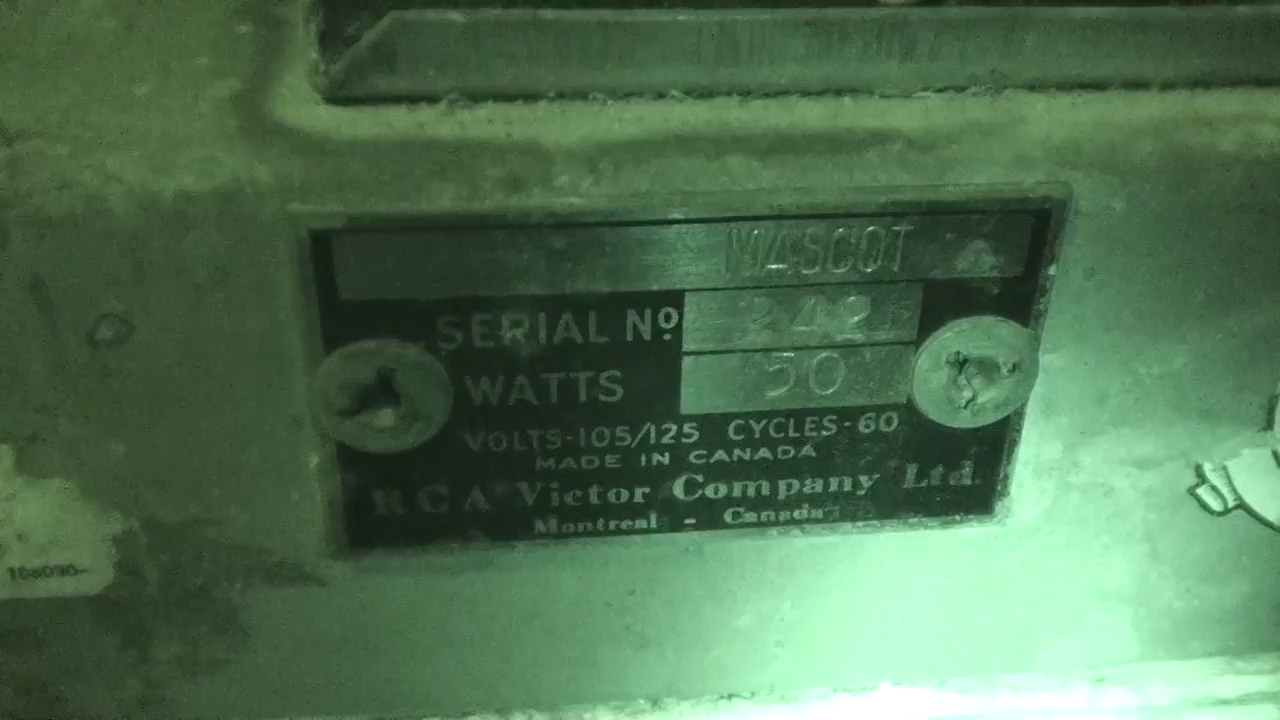 MASCOT
SERIAL Nº 242
WATTS 50
VOLTS-105/125 CYCLES-60
MADE IN CANADA
RCA Victor Company Ltd.
Montreal - Canada